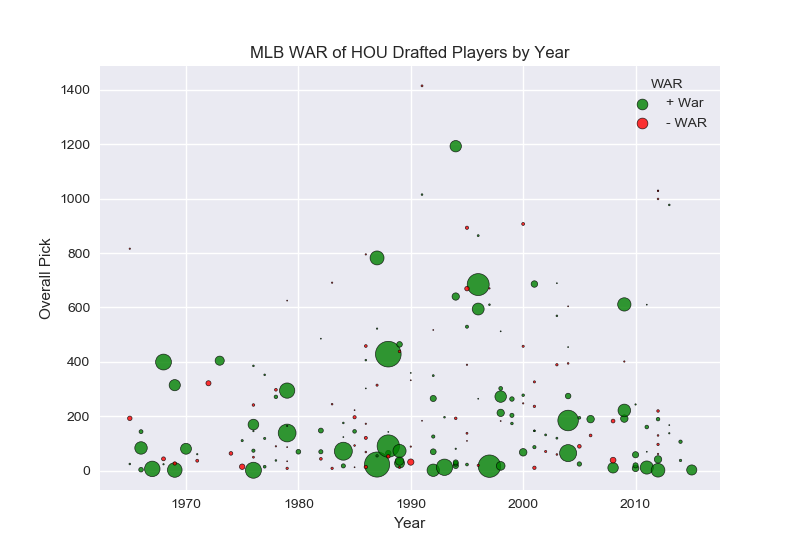 MLB WAR of HOU Drafted Players by Year
WAR
+ War
- WAR
1400
1200
1000
800
600
400
200
0
Overall Pick
1970 1980 1990 2000 2010
Year